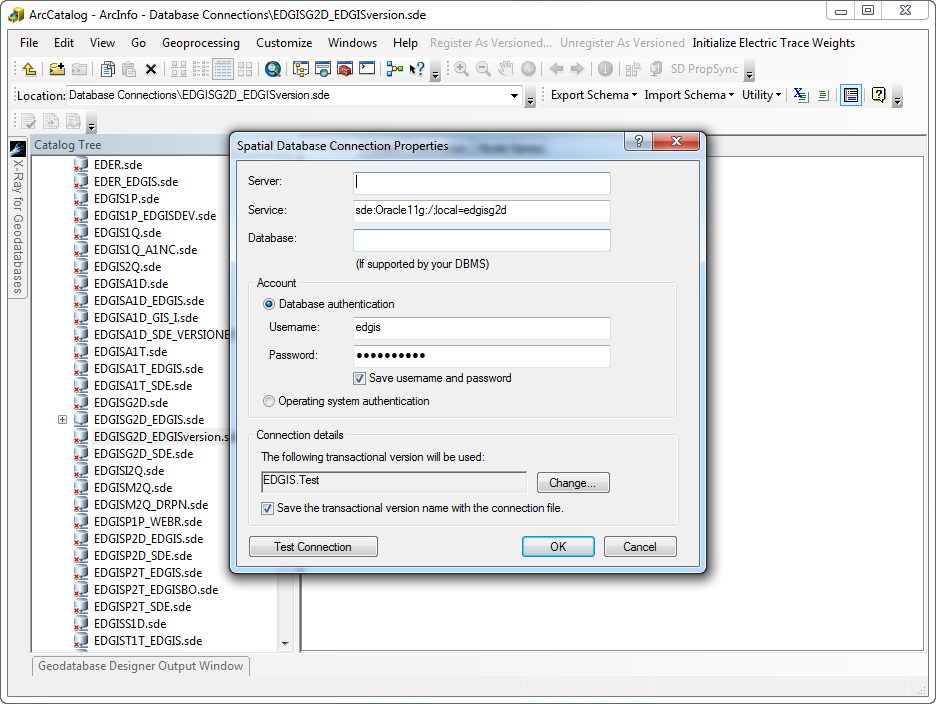 ArcCatalog - ArcInfo - Database Connections\EDGISG2D_EDGISversion.sde
File Edit View Go Geoprocessing Customize Windows Help Register As Versioned... Unregister As Versioned Initialize Electric Trace Weights
SD PropSync
Location: Database Connections\EDGISG2D_EDGISversion.sde Export Schema Import Schema Utility
X-Ray for Geodatabases
Catalog Tree
EDER.sde
EDER_EDGIS.sde
EDGIS1P.sde
EDGIS1P_EDGISDEV.sde
EDGIS1Q.sde
EDGIS1Q_A1NC.sde
EDGIS2Q.sde
EDGISA1D.sde
EDGISA1D_EDGIS.sde
EDGISA1D_GIS_I.sde
EDGISA1D_SDE_VERSIONE
EDGISA1T.sde
EDGISA1T_EDGIS.sde
EDGISA1T_SDE.sde
EDGISG2D.sde
EDGISG2D_EDGIS.sde
EDGISG2D_EDGISversion.s
EDGISG2D_SDE.sde
EDGISI2Q.sde
EDGISM2Q.sde
EDGISM2Q_DRPN.sde
EDGISP1P_WEBR.sde
EDGISP2D_EDGIS.sde
EDGISP2D_SDE.sde
EDGISP2T_EDGIS.sde
EDGISP2T_EDGISBO.sde
EDGISP2T_SDE.sde
EDGISS1D.sde
EDGIST1T_EDGIS.sde
Spatial Database Connection Properties
Server:
Service: sde:Oracle11g:/;local=edgisg2d
Database:
(If supported by your DBMS)
Account
Database authentication
Username: edgis
Password: ●●●●●●●●●●
Save username and password
Operating system authentication
Connection details
The following transactional version will be used:
EDGIS.Test Change...
Save the transactional version name with the connection file.
Test Connection OK Cancel
Geodatabase Designer Output Window